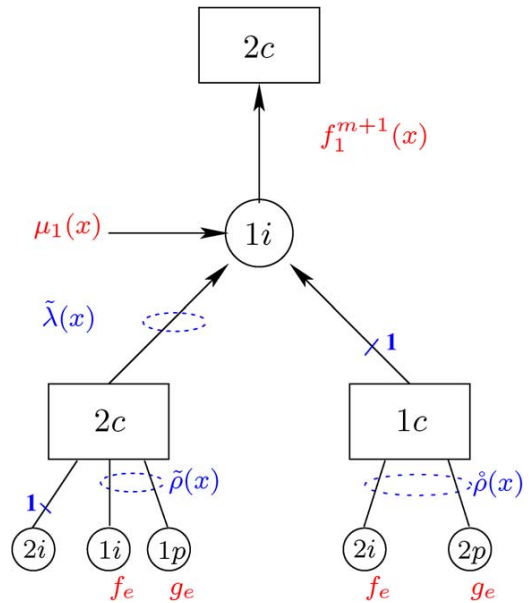 2c
f_1^{m+1}(x)
μ_1(x)
1i
λ̃(x)
1
2c
1c
1
ρ̃(x)
ρ̊(x)
2i
1i
1p
2i
2p
f_e
g_e
f_e
g_e